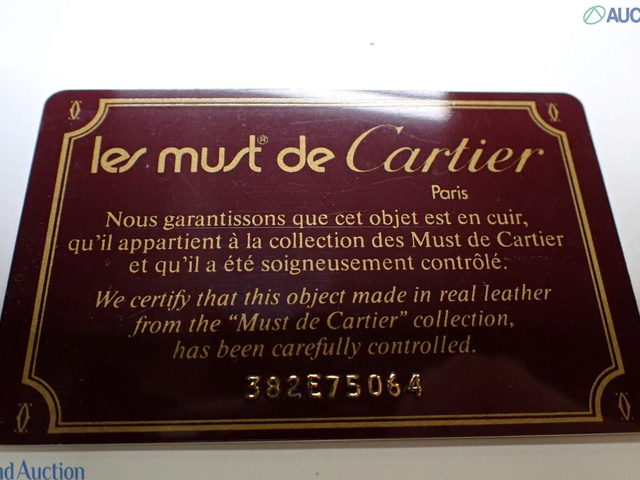 AUC
les must® de Cartier
Paris
Nous garantissons que cet objet est en cuir,
qu'il appartient à la collection des Must de Cartier
et qu'il a été soigneusement contrôlé.
We certify that this object made in real leather
from the “Must de Cartier” collection,
has been carefully controlled.
382E75064
nd Auction